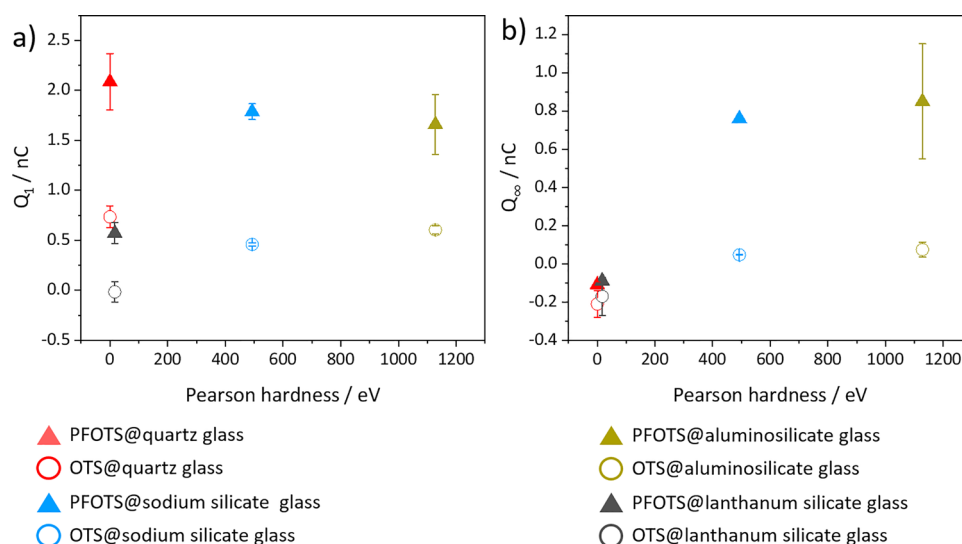 a)
2.5
2.0
1.5
1.0
0.5
0.0
-0.5
Q1 / nC
0 200 400 600 800 1000 1200
Pearson hardness / eV
b)
1.2
1.0
0.8
0.6
0.4
0.2
0.0
-0.2
-0.4
Q∞ / nC
0 200 400 600 800 1000 1200
Pearson hardness / eV
PFOTS@quartz glass
OTS@quartz glass
PFOTS@sodium silicate glass
OTS@sodium silicate glass
PFOTS@aluminosilicate glass
OTS@aluminosilicate glass
PFOTS@lanthanum silicate glass
OTS@lanthanum silicate glass